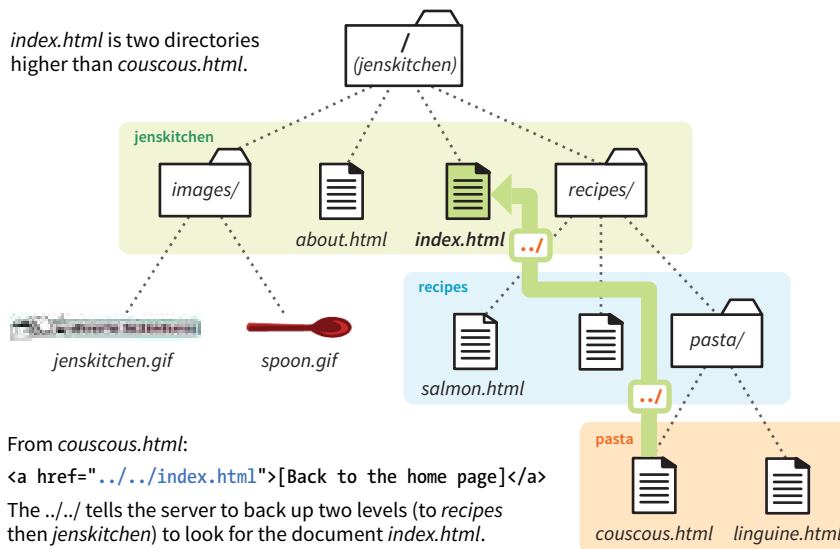 index.html is two directories
higher than couscous.html.
/
(jenskitchen)
jenskitchen
images/
recipes/
about.html
index.html
../
recipes
pasta/
jenskitchen.gif
spoon.gif
salmon.html
../
From couscous.html:
pasta
<a href="../../index.html">[Back to the home page]</a>
The ../../ tells the server to back up two levels (to recipes
then jenskitchen) to look for the document index.html.
couscous.html
linguine.html